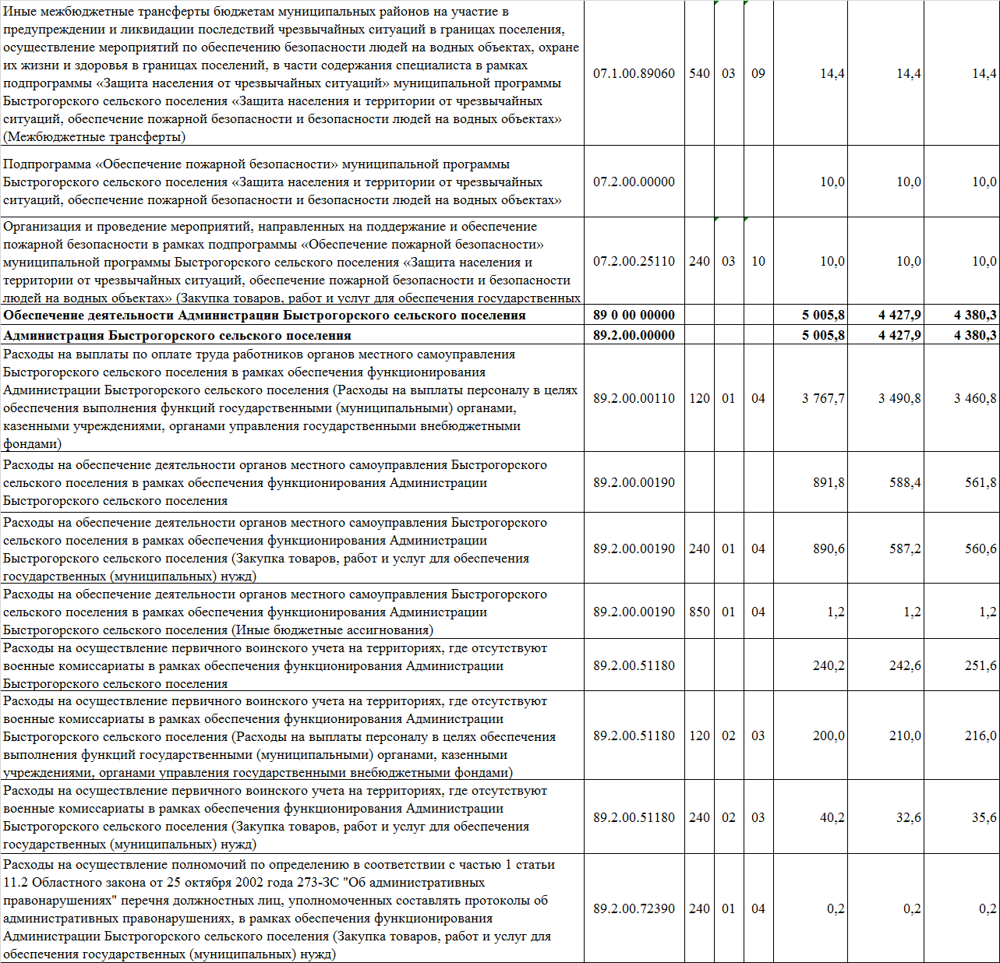 Иные межбюджетные трансферты бюджетам муниципальных районов на участие в
предупреждении и ликвидации последствий чрезвычайных ситуаций в границах поселения,
осуществление мероприятий по обеспечению безопасности людей на водных объектах, охране
их жизни и здоровья в границах поселений, в части содержания специалиста в рамках
подпрограммы «Защита населения от чрезвычайных ситуаций» муниципальной программы
Быстрогорского сельского поселения «Защита населения и территории от чрезвычайных
ситуаций, обеспечение пожарной безопасности и безопасности людей на водных объектах»
(Межбюджетные трансферты)
07.1.00.89060 540 03 09 14,4 14,4 14,4
Подпрограмма «Обеспечение пожарной безопасности» муниципальной программы
Быстрогорского сельского поселения «Защита населения и территории от чрезвычайных
ситуаций, обеспечение пожарной безопасности и безопасности людей на водных объектах»
07.2.00.00000 10,0 10,0 10,0
Организация и проведение мероприятий, направленных на поддержание и обеспечение
пожарной безопасности в рамках подпрограммы «Обеспечение пожарной безопасности»
муниципальной программы Быстрогорского сельского поселения «Защита населения и
территории от чрезвычайных ситуаций, обеспечение пожарной безопасности и безопасности
людей на водных объектах» (Закупка товаров, работ и услуг для обеспечения государственных
07.2.00.25110 240 03 10 10,0 10,0 10,0
Обеспечение деятельности Администрации Быстрогорского сельского поселения 89 0 00 00000 5 005,8 4 427,9 4 380,3
Администрация Быстрогорского сельского поселения 89.2.00.00000 5 005,8 4 427,9 4 380,3
Расходы на выплаты по оплате труда работников органов местного самоуправления
Быстрогорского сельского поселения в рамках обеспечения функционирования
Администрации Быстрогорского сельского поселения (Расходы на выплаты персоналу в целях
обеспечения выполнения функций государственными (муниципальными) органами,
казенными учреждениями, органами управления государственными внебюджетными
фондами)
89.2.00.00110 120 01 04 3 767,7 3 490,8 3 460,8
Расходы на обеспечение деятельности органов местного самоуправления Быстрогорского
сельского поселения в рамках обеспечения функционирования Администрации
Быстрогорского сельского поселения
89.2.00.00190 891,8 588,4 561,8
Расходы на обеспечение деятельности органов местного самоуправления Быстрогорского
сельского поселения в рамках обеспечения функционирования Администрации
Быстрогорского сельского поселения (Закупка товаров, работ и услуг для обеспечения
государственных (муниципальных) нужд)
89.2.00.00190 240 01 04 890,6 587,2 560,6
Расходы на обеспечение деятельности органов местного самоуправления Быстрогорского
сельского поселения в рамках обеспечения функционирования Администрации
Быстрогорского сельского поселения (Иные бюджетные ассигнования)
89.2.00.00190 850 01 04 1,2 1,2 1,2
Расходы на осуществление первичного воинского учета на территориях, где отсутствуют
военные комиссариаты в рамках обеспечения функционирования Администрации
Быстрогорского сельского поселения
89.2.00.51180 240,2 242,6 251,6
Расходы на осуществление первичного воинского учета на территориях, где отсутствуют
военные комиссариаты в рамках обеспечения функционирования Администрации
Быстрогорского сельского поселения (Расходы на выплаты персоналу в целях обеспечения
выполнения функций государственными (муниципальными) органами, казенными
учреждениями, органами управления государственными внебюджетными фондами)
89.2.00.51180 120 02 03 200,0 210,0 216,0
Расходы на осуществление первичного воинского учета на территориях, где отсутствуют
военные комиссариаты в рамках обеспечения функционирования Администрации
Быстрогорского сельского поселения (Закупка товаров, работ и услуг для обеспечения
государственных (муниципальных) нужд)
89.2.00.51180 240 02 03 40,2 32,6 35,6
Расходы на осуществление полномочий по определению в соответствии с частью 1 статьи
11.2 Областного закона от 25 октября 2002 года 273-ЗС "Об административных
правонарушениях" перечня должностных лиц, уполномоченных составлять протоколы об
административных правонарушениях, в рамках обеспечения функционирования
Администрации Быстрогорского сельского поселения (Закупка товаров, работ и услуг для
обеспечения государственных (муниципальных) нужд)
89.2.00.72390 240 01 04 0,2 0,2 0,2